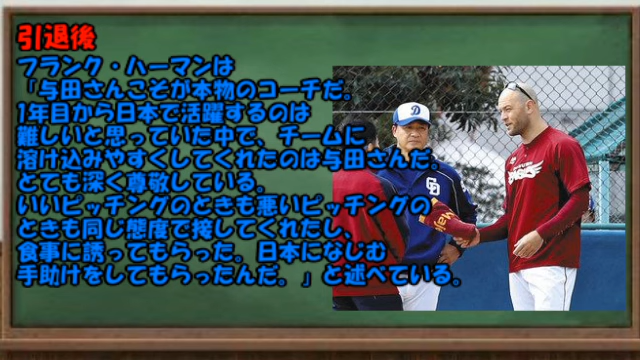 引退後
フランク・ハーマンは
「与田さんこそが本物のコーチだ。
1年目から日本で活躍するのは
難しいと思っていた中で、チームに
溶け込みやすくしてくれたのは与田さんだ。
とても深く尊敬している。
いいピッチングのときも悪いピッチングの
ときも同じ態度で接してくれたし、
食事に誘ってもらった。日本になじむ
手助けをしてもらったんだ。」と述べている。
D
CD